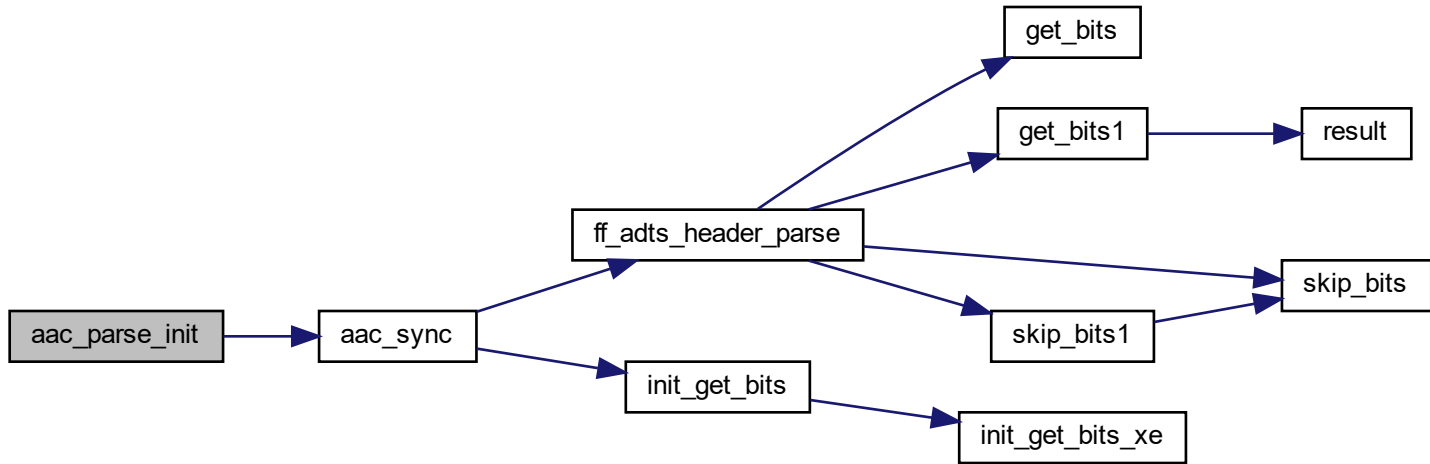 get_bits
get_bits1
result
ff_adts_header_parse
skip_bits
aac_parse_init
aac_sync
skip_bits1
init_get_bits
init_get_bits_xe